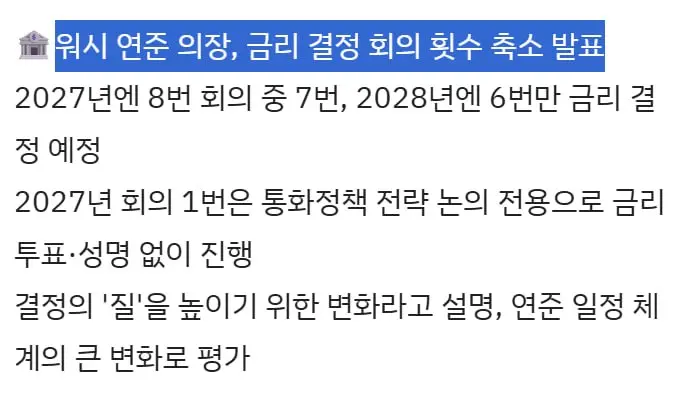 🏛️워시 연준 의장, 금리 결정 회의 횟수 축소 발표
2027년엔 8번 회의 중 7번, 2028년엔 6번만 금리 결
정 예정
2027년 회의 1번은 통화정책 전략 논의 전용으로 금리
투표·성명 없이 진행
결정의 '질'을 높이기 위한 변화라고 설명, 연준 일정 체
계의 큰 변화로 평가